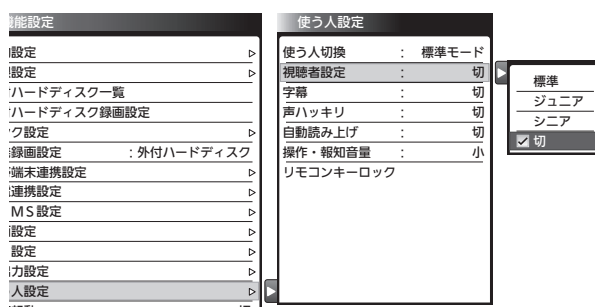 能設定
設定
設定
ハードディスク一覧
ハードディスク録画設定
ク設定
録画設定 :外付ハードディスク
端末連携設定
連携設定
ＭＳ設定
設定
設定
力設定
人設定
使う人設定
使う人切換 : 標準モード
視聴者設定 : 切
字幕 : 切
声ハッキリ : 切
自動読み上げ : 切
操作・報知音量 : 小
リモコンキーロック
標準
ジュニア
シニア
切